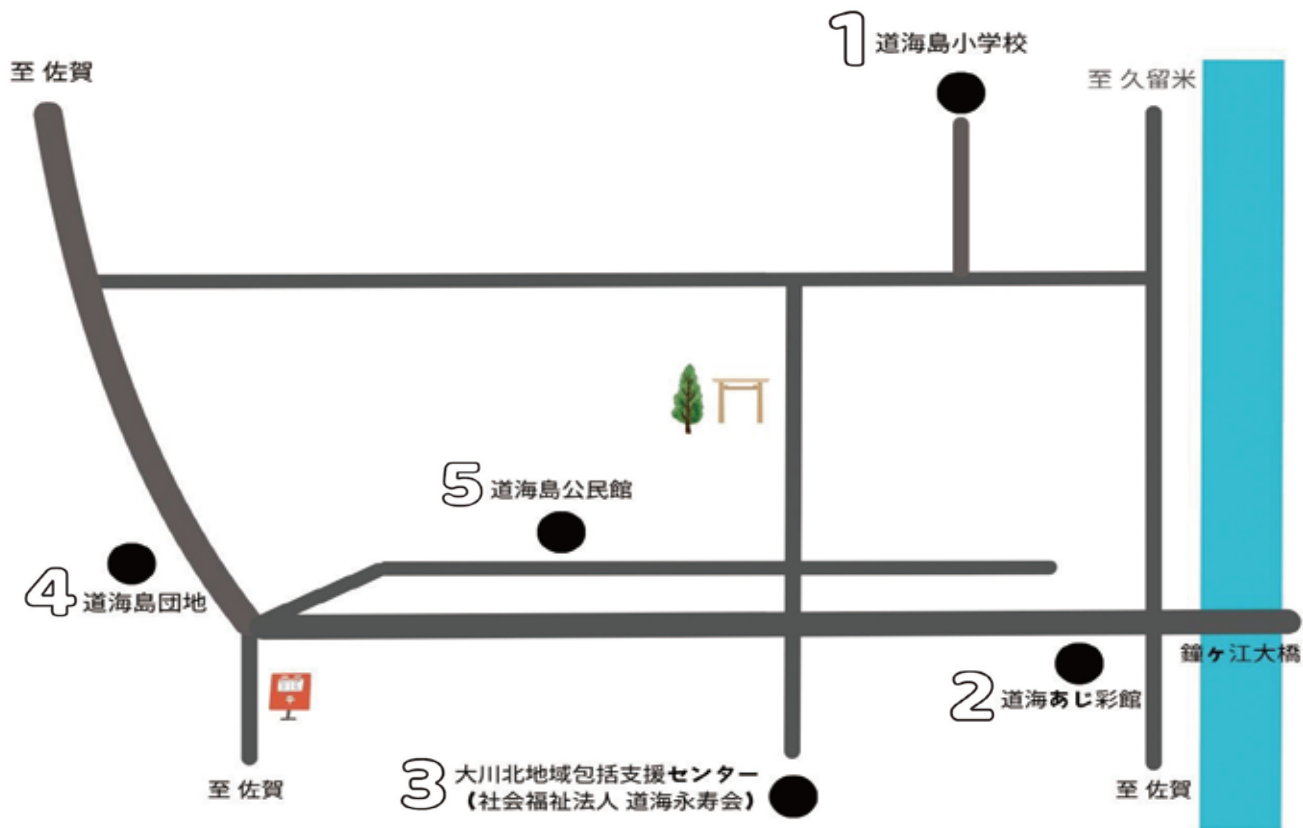 1 道海島小学校
至 佐賀
至 久留米
5 道海島公民館
4 道海島団地
鐘ヶ江大橋
2 道海あじ彩館
3 大川北地域包括支援センター
(社会福祉法人 道海永寿会)
至 佐賀
至 佐賀